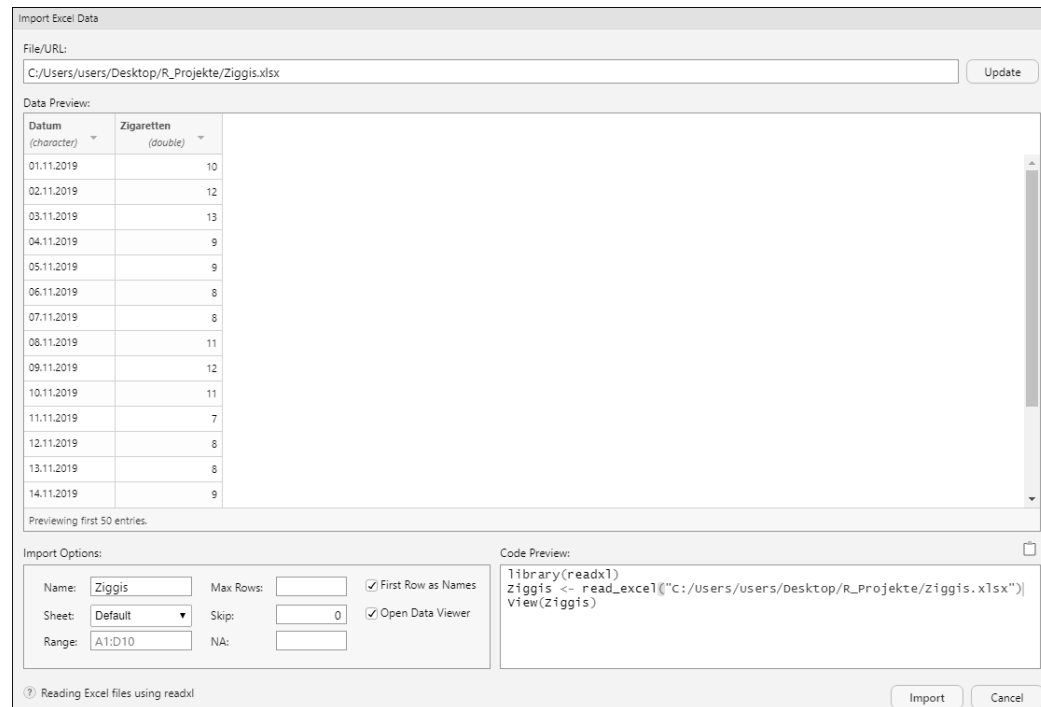 Import Excel Data
File/URL:
C:/Users/users/Desktop/R_Projekte/Ziggis.xlsx
Update
Data Preview:
Datum Zigaretten
(character) (double)
01.11.2019 10
02.11.2019 12
03.11.2019 13
04.11.2019 9
05.11.2019 9
06.11.2019 8
07.11.2019 8
08.11.2019 11
09.11.2019 12
10.11.2019 11
11.11.2019 7
12.11.2019 8
13.11.2019 8
14.11.2019 9
Previewing first 50 entries.
Import Options:
Name: Ziggis Max Rows: First Row as Names
Sheet: Default Skip: 0 Open Data Viewer
Range: A1:D10 NA:
Code Preview:
library(readxl)
Ziggis <- read_excel("C:/Users/users/Desktop/R_Projekte/Ziggis.xlsx")
View(Ziggis)
? Reading Excel files using readxl
Import Cancel